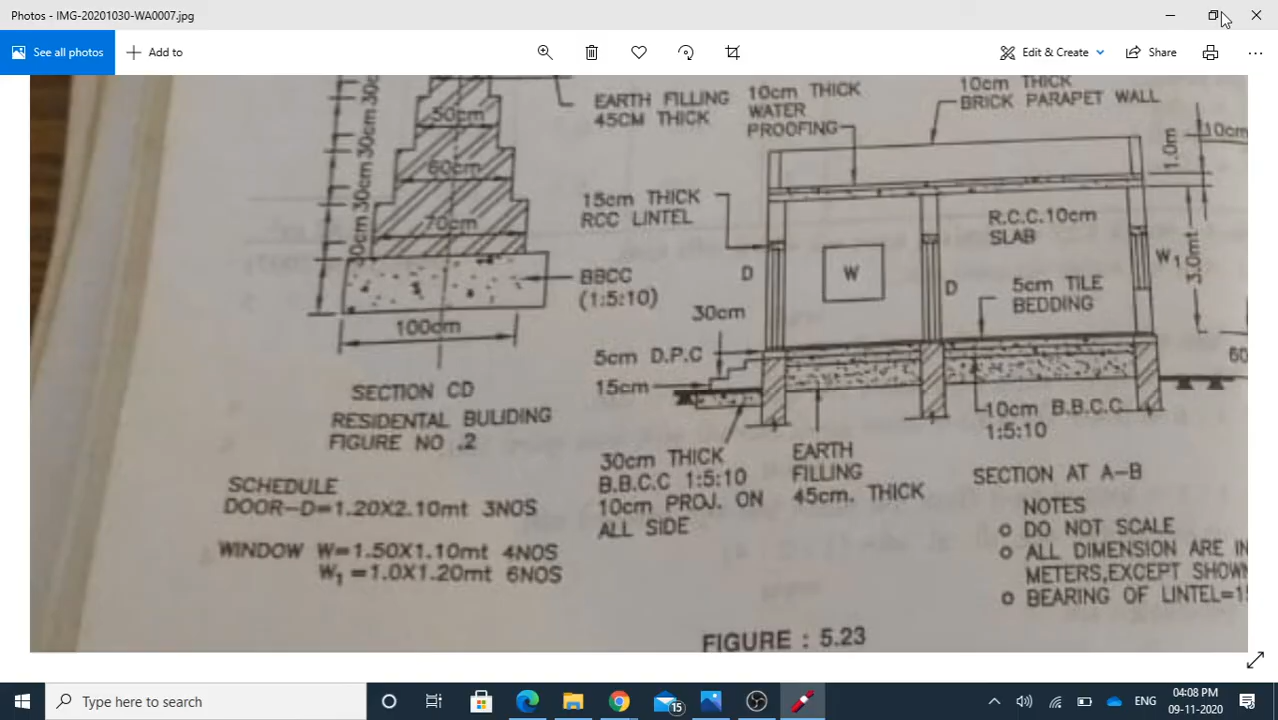 Photos - IMG-20201030-WA0007.jpg
See all photos
Add to
Edit & Create
Share
30cm
30cm
30cm
30cm
50cm
60cm
70cm
100cm
EARTH FILLING
45CM THICK
BBCC
(1:5:10)
SECTION CD
RESIDENTAL BULIDING
FIGURE NO .2
SCHEDULE
DOOR-D=1.20X2.10mt 3NOS
WINDOW W=1.50X1.10mt 4NOS
W1 =1.0X1.20mt 6NOS
10cm THICK
WATER
PROOFING
10cm THICK
BRICK PARAPET WALL
1.0m
10cm
15cm THICK
RCC LINTEL
R.C.C.10cm
SLAB
D
W
D
W1
3.0mt
5cm TILE
BEDDING
30cm
5cm D.P.C
15cm
60
10cm B.B.C.C
1:5:10
30cm THICK
B.B.C.C 1:5:10
10cm PROJ. ON
ALL SIDE
EARTH
FILLING
45cm. THICK
SECTION AT A-B
NOTES
o DO NOT SCALE
o ALL DIMENSION ARE IN
METERS,EXCEPT SHOWN
o BEARING OF LINTEL=1
FIGURE : 5.23
Type here to search
15
ENG
04:08 PM
09-11-2020